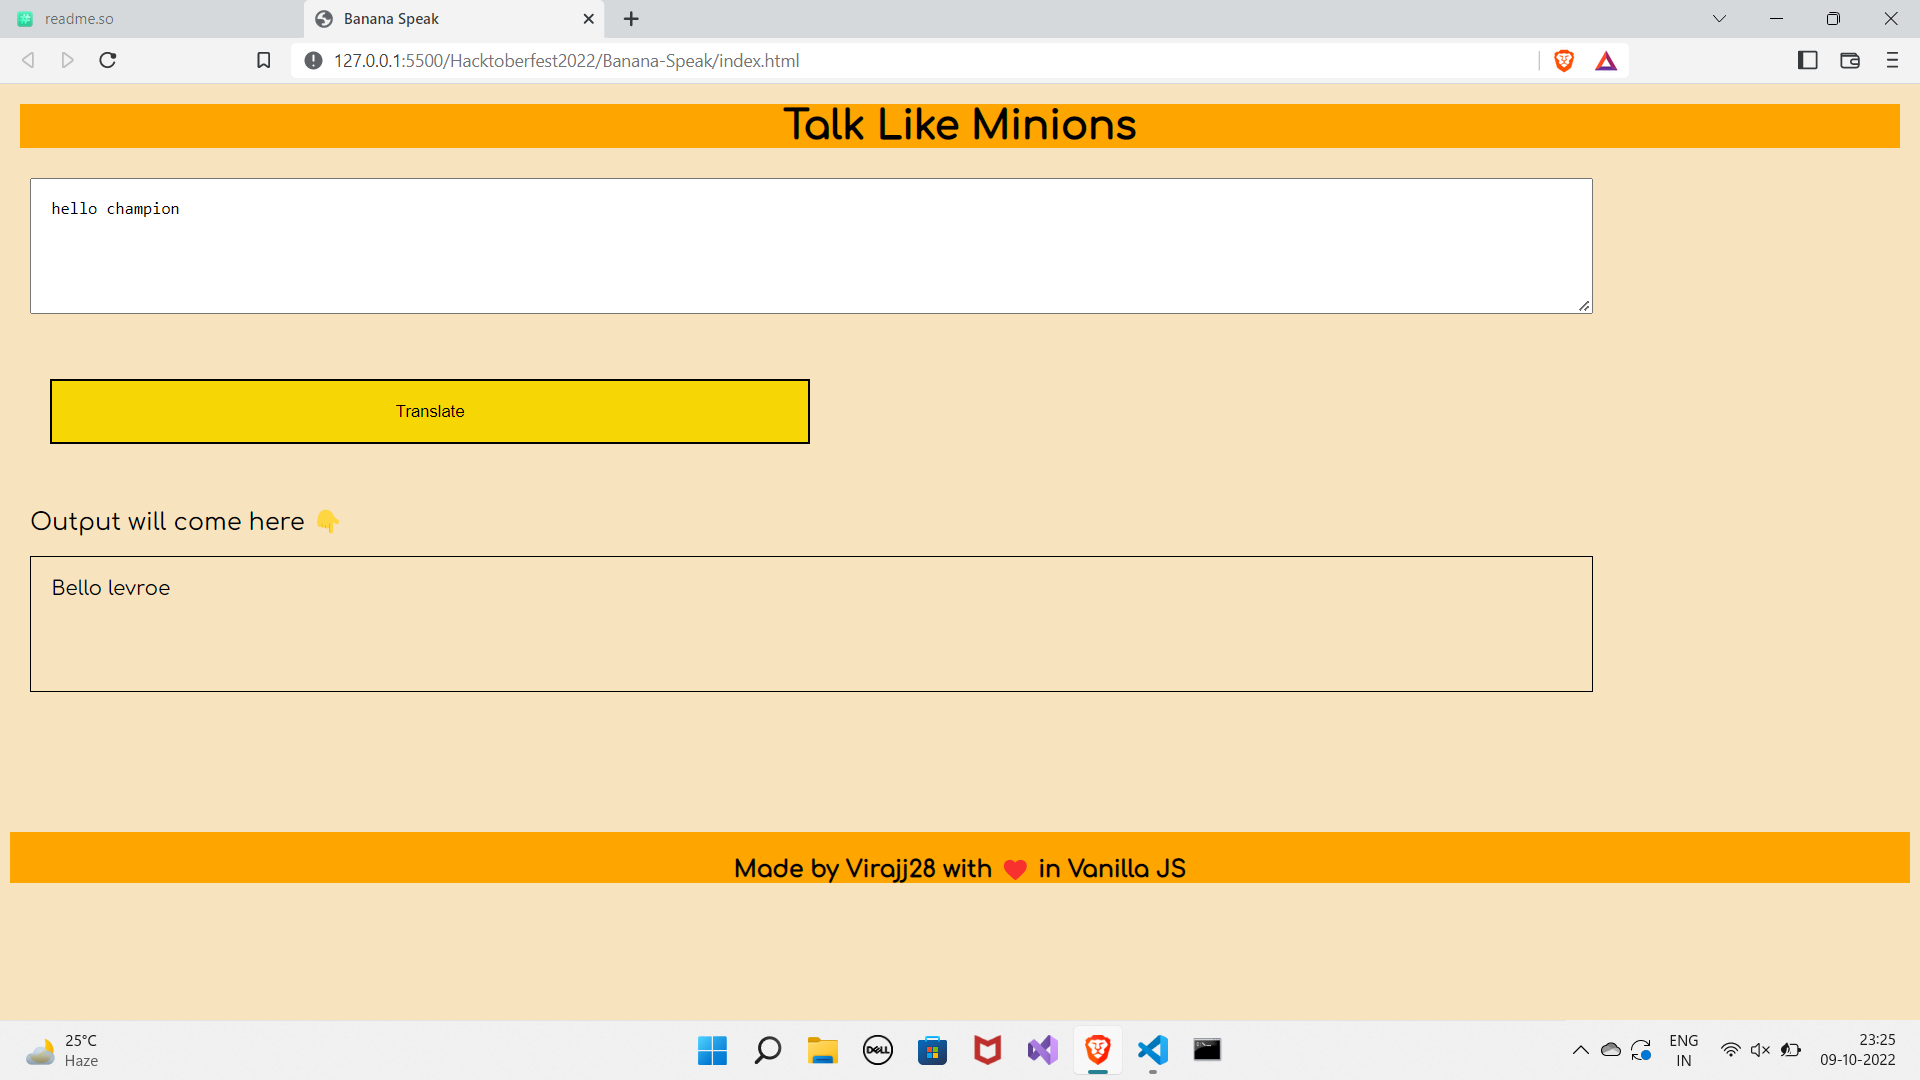 readme.so
Banana Speak
127.0.0.1:5500/Hacktoberfest2022/Banana-Speak/index.html
Talk Like Minions
hello champion
Translate
Output will come here 👇
Bello levroe
Made by Virajj28 with ❤️ in Vanilla JS
25°C
Haze
DELL
ENG
IN
23:25
09-10-2022